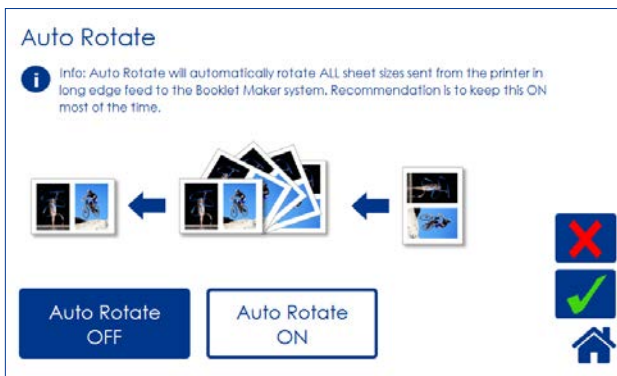 Auto Rotate
i
Info: Auto Rotate will automatically rotate ALL sheet sizes sent from the printer in
long edge feed to the Booklet Maker system. Recommendation is to keep this ON
most of the time.
Auto Rotate
OFF
Auto Rotate
ON